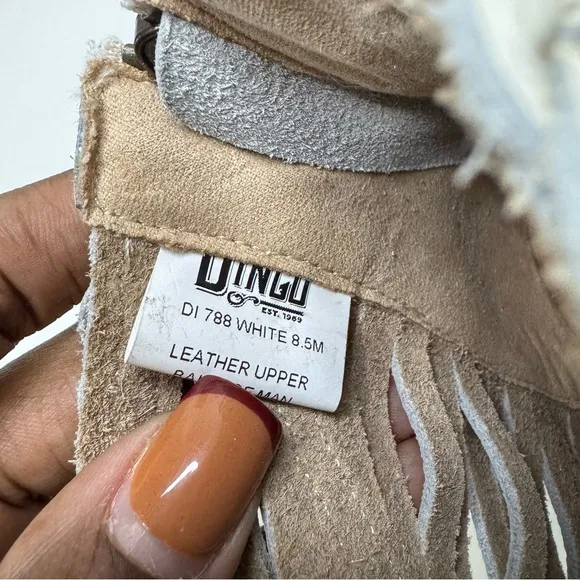 DINGO
EST. 1969
DI 788 WHITE 8.5M
LEATHER UPPER